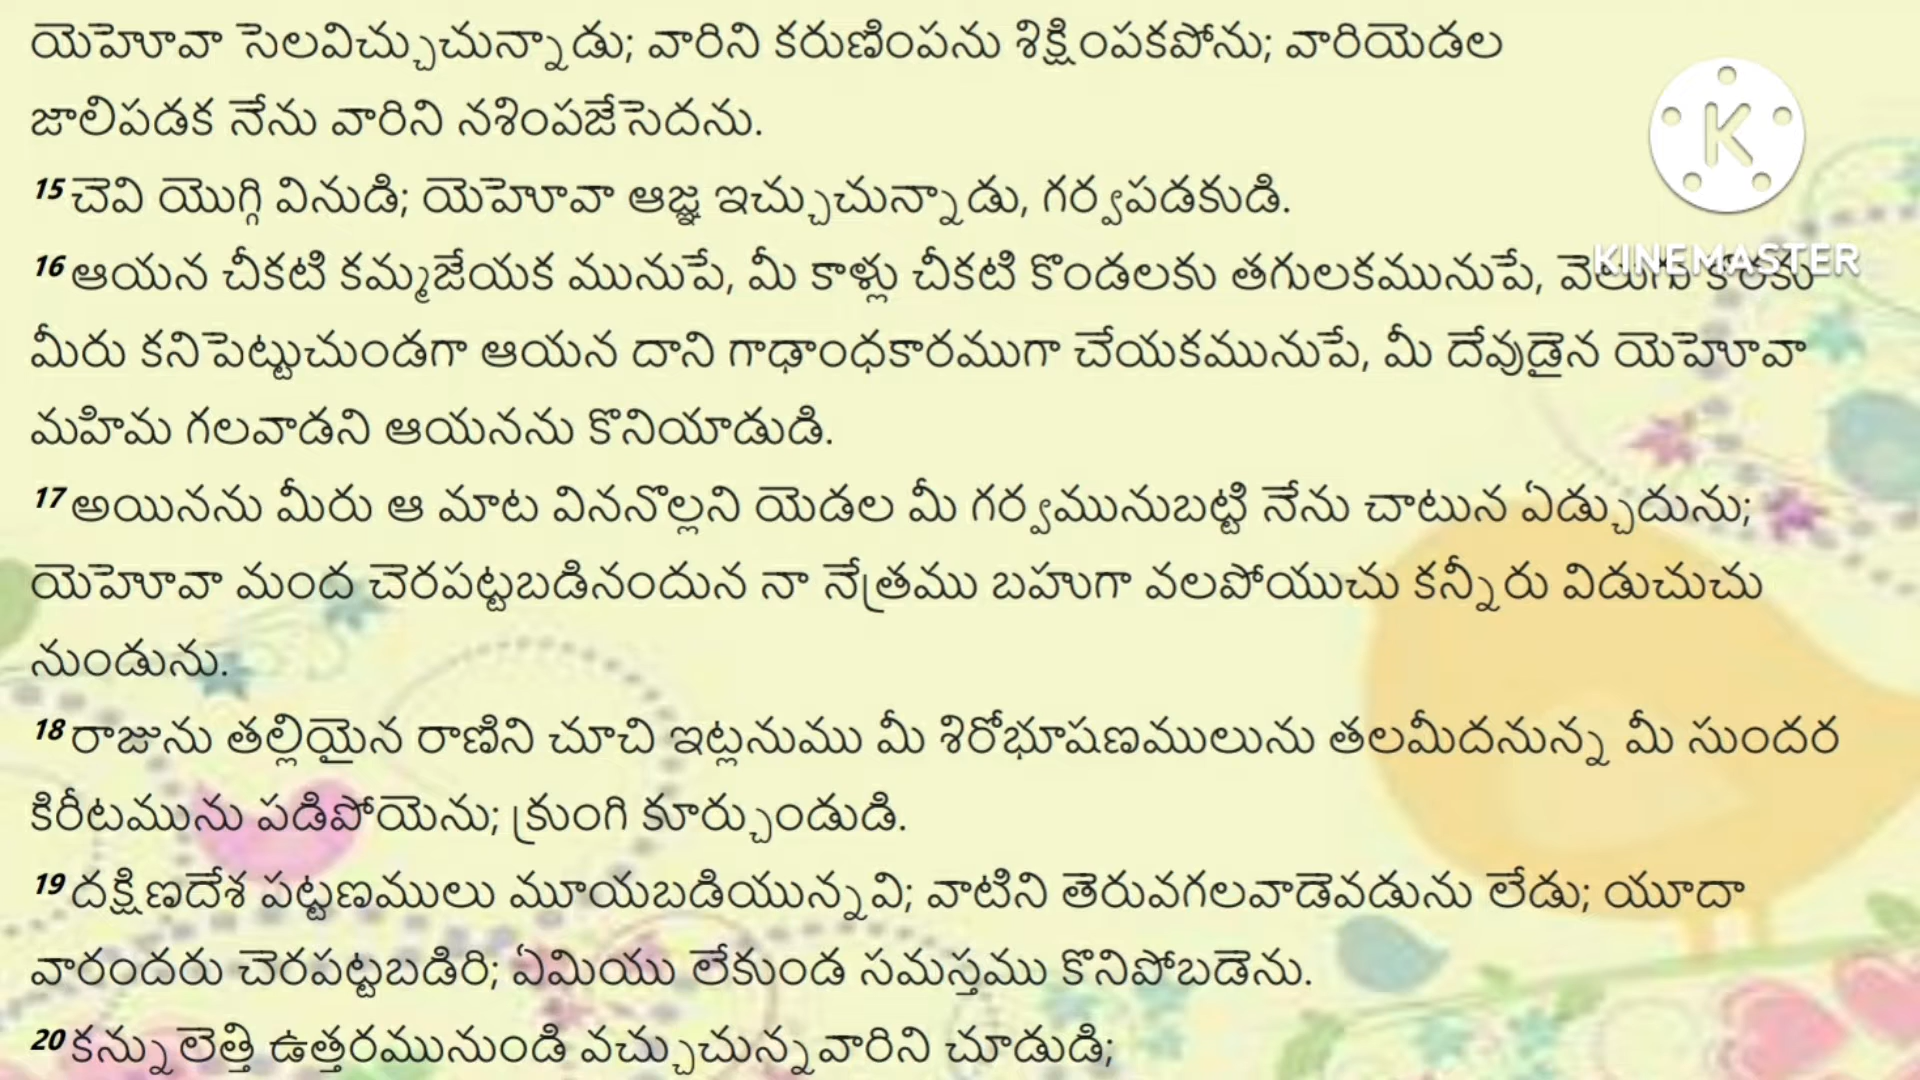 యెహోవా సెలవిచ్చుచున్నాడు; వారిని కరుణింపను శిక్షింపకపోను; వారియెడల
జాలిపడక నేను వారిని నశింపజేసెదను.
15 చెవి యొగ్గి వినుడి; యెహోవా ఆజ్ఞ ఇచ్చుచున్నాడు, గర్వపడకుడి.
16 ఆయన చీకటి కమ్మజేయక మునుపే, మీ కాళ్లు చీకటి కొండలకు తగులకమునుపే, వెలుగు కొరకు
మీరు కనిపెట్టుచుండగా ఆయన దాని గాఢాంధకారముగా చేయకమునుపే, మీ దేవుడైన యెహోవా
మహిమ గలవాడని ఆయనను కొనియాడుడి.
17 అయినను మీరు ఆ మాట విననొల్లని యెడల మీ గర్వమునుబట్టి నేను చాటున ఏడ్చుదును;
యెహోవా మంద చెరపట్టబడినందున నా నేత్రము బహుగా వలపోయుచు కన్నీరు విడుచుచు
నుండును.
18 రాజును తల్లియైన రాణిని చూచి ఇట్లనుము మీ శిరోభూషణములును తలమీదనున్న మీ సుందర
కిరీటమును పడిపోయెను; క్రుంగి కూర్చుండుడి.
19 దక్షిణదేశ పట్టణములు మూయబడియున్నవి; వాటిని తెరువగలవాడెవడును లేడు; యూదా
వారందరు చెరపట్టబడిరి; ఏమియు లేకుండ సమస్తము కొనిపోబడెను.
20 కన్నులెత్తి ఉత్తరమునుండి వచ్చుచున్నవారిని చూడుడి;
K
KINEMASTER